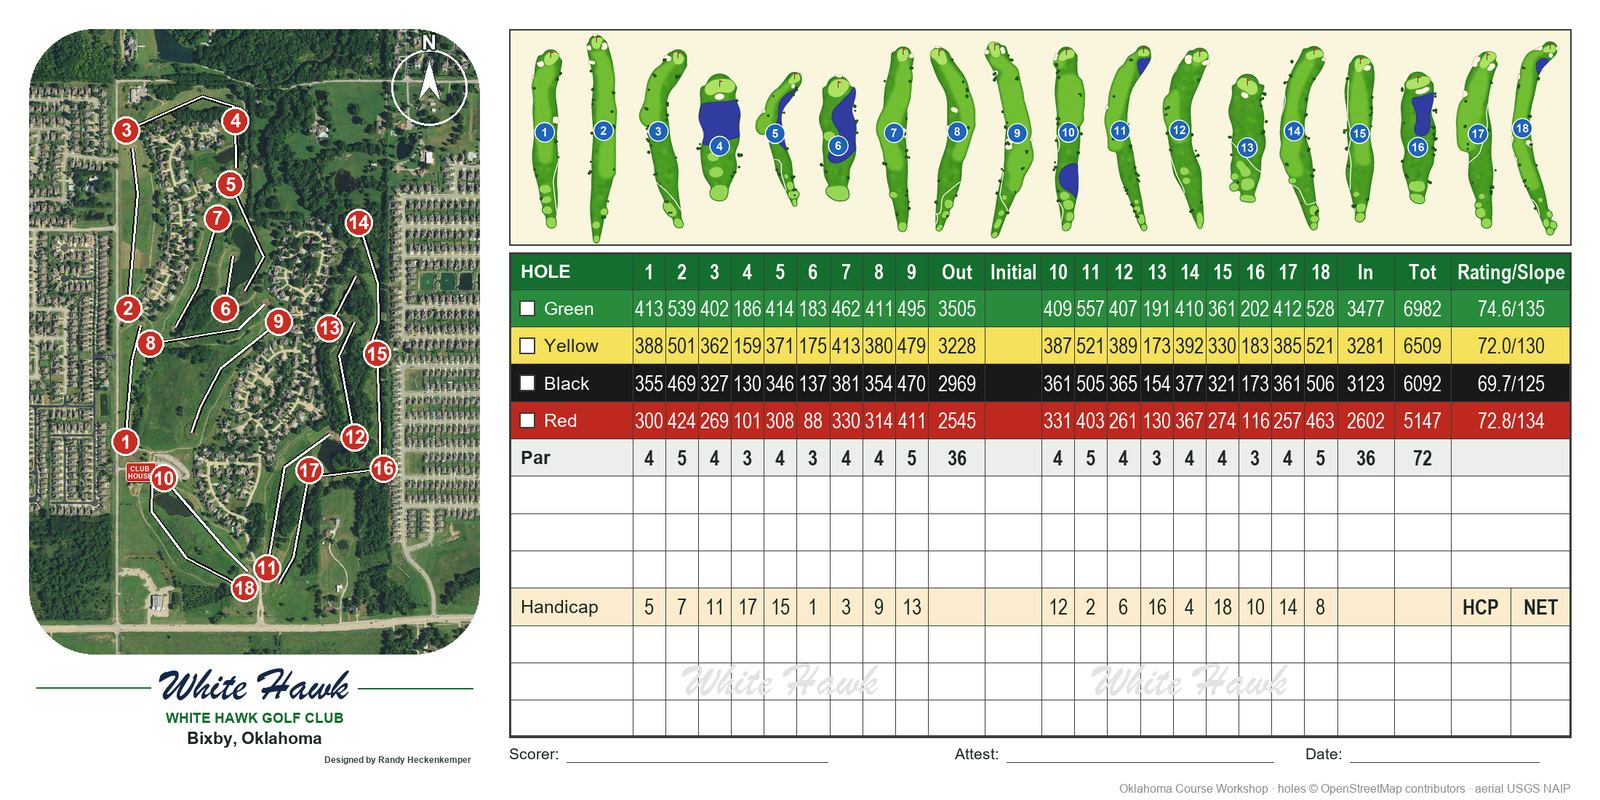 N
3
4
5
7
14
2
6
9
13
8
15
1
12
CLUB
HOUSE
10
17
16
11
18
White Hawk
WHITE HAWK GOLF CLUB
Bixby, Oklahoma
Designed by Randy Heckenkemper
1 2 3 4 5 6 7 8 9 10 11 12 13 14 15 16 17 18
HOLE 1 2 3 4 5 6 7 8 9 Out Initial 10 11 12 13 14 15 16 17 18 In Tot Rating/Slope
Green 413 539 402 186 414 183 462 411 495 3505 409 557 407 191 410 361 202 412 528 3477 6982 74.6/135
Yellow 388 501 362 159 371 175 413 380 479 3228 387 521 389 173 392 330 183 385 521 3281 6509 72.0/130
Black 355 469 327 130 346 137 381 354 470 2969 361 505 365 154 377 321 173 361 506 3123 6092 69.7/125
Red 300 424 269 101 308 88 330 314 411 2545 331 403 261 130 367 274 116 257 463 2602 5147 72.8/134
Par 4 5 4 3 4 3 4 4 5 36 4 5 4 3 4 4 3 4 5 36 72
Handicap 5 7 11 17 15 1 3 9 13 12 2 6 16 4 18 10 14 8 HCP NET
White Hawk White Hawk
Scorer: Attest: Date:
Oklahoma Course Workshop · holes © OpenStreetMap contributors · aerial USGS NAIP